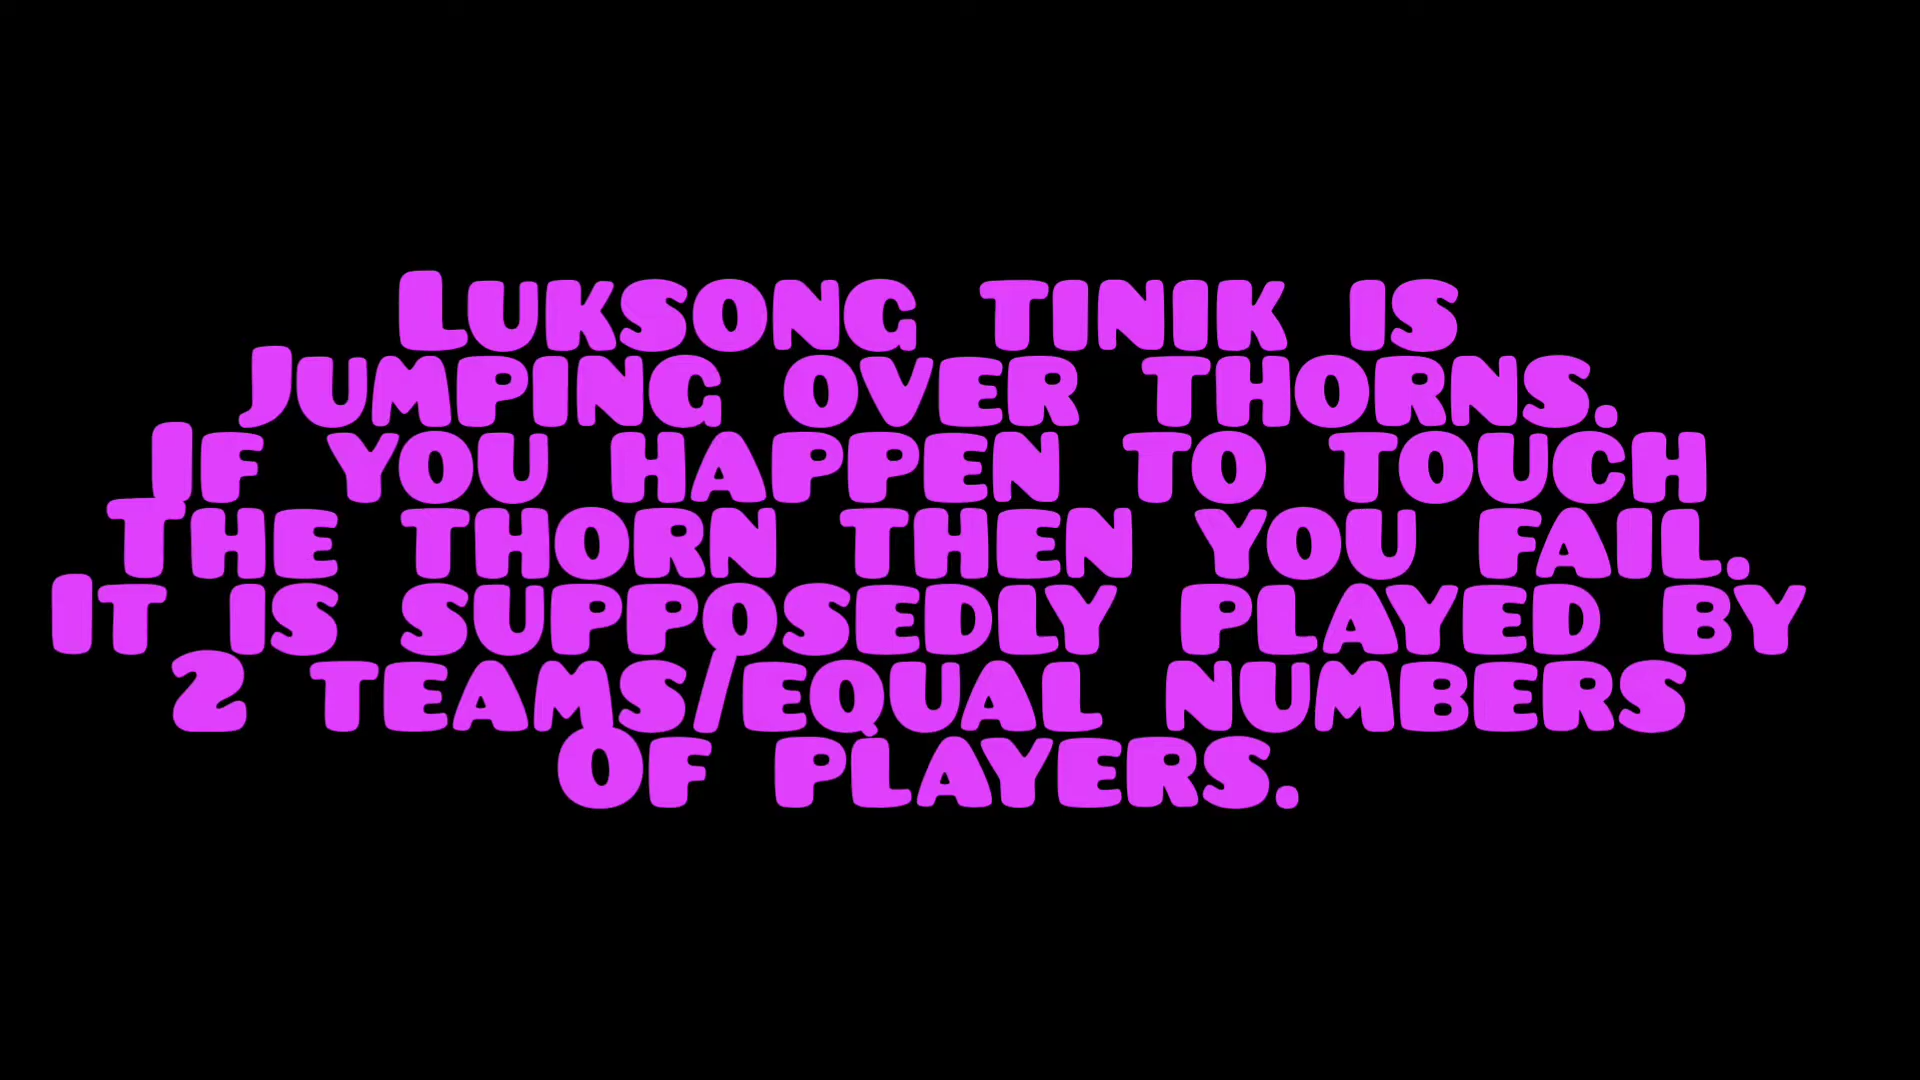 Luksong tinik is
Jumping over thorns.
If you happen to touch
The thorn then you fail.
It is supposedly played by
2 teams/equal numbers
Of players.